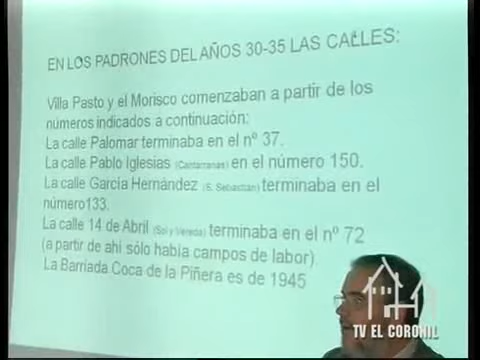 EN LOS PADRONES DEL AÑOS 30-35 LAS CALLES:
Villa Pasto y el Morisco comenzaban a partir de los
números indicados a continuación:
La calle Palomar terminaba en el nº 37.
La calle Pablo Iglesias (Cantarranas) en el número 150.
La calle García Hernández (S. Sebastián) terminaba en el
número133.
La calle 14 de Abril (Sol y Vereda) terminaba en el nº 72
(a partir de ahí sólo había campos de labor)
La Barriada Coca de la Piñera es de 1945
TV EL CORONIL